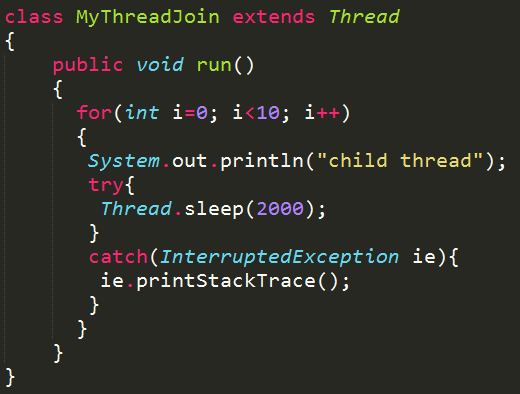 class MyThreadJoin extends Thread
{
    public void run()
    {
      for(int i=0; i<10; i++)
      {
       System.out.println("child thread");
       try{
        Thread.sleep(2000);
       }
       catch(InterruptedException ie){
        ie.printStackTrace();
       }
      }
    }
}